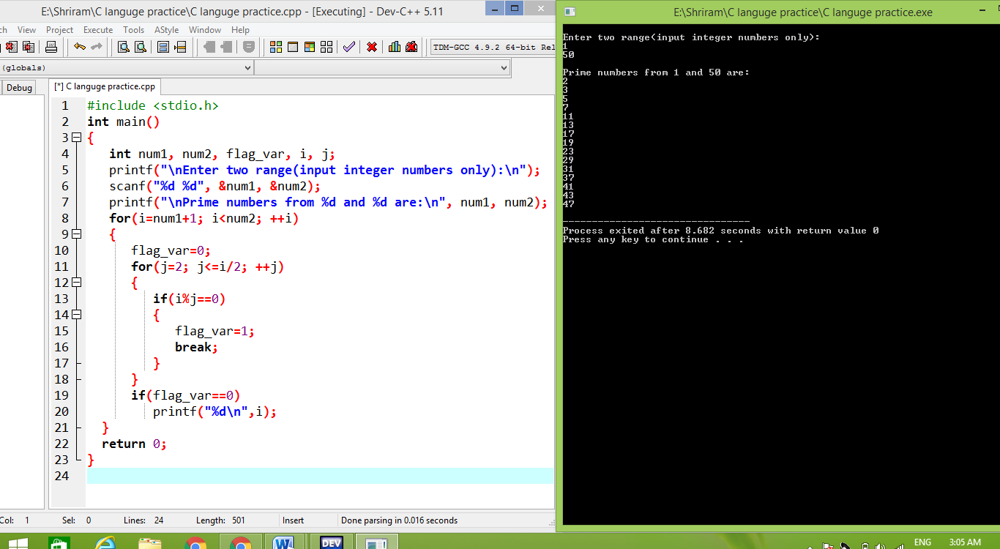 E:\Shriram\C languge practice\C languge practice.cpp - [Executing] - Dev-C++ 5.11
ch View Project Execute Tools AStyle Window Help
TDM-GCC 4.9.2 64-bit Rel
(globals)
Debug
[*] C languge practice.cpp
1 #include <stdio.h>
2 int main()
3 {
4 int num1, num2, flag_var, i, j;
5 printf("\nEnter two range(input integer numbers only):\n");
6 scanf("%d %d", &num1, &num2);
7 printf("\nPrime numbers from %d and %d are:\n", num1, num2);
8 for(i=num1+1; i<num2; ++i)
9 {
10 flag_var=0;
11 for(j=2; j<=i/2; ++j)
12 {
13 if(i%j==0)
14 {
15 flag_var=1;
16 break;
17 }
18 }
19 if(flag_var==0)
20 printf("%d\n",i);
21 }
22 return 0;
23 }
24
Col: 1 Sel: 0 Lines: 24 Length: 501 Insert Done parsing in 0.016 seconds
E:\Shriram\C languge practice\C languge practice.exe
Enter two range(input integer numbers only):
1
50
Prime numbers from 1 and 50 are:
2
3
5
7
11
13
17
19
23
29
31
37
41
43
47
--------------------------------
Process exited after 8.682 seconds with return value 0
Press any key to continue . . .
W DEV
ENG 3:05 AM